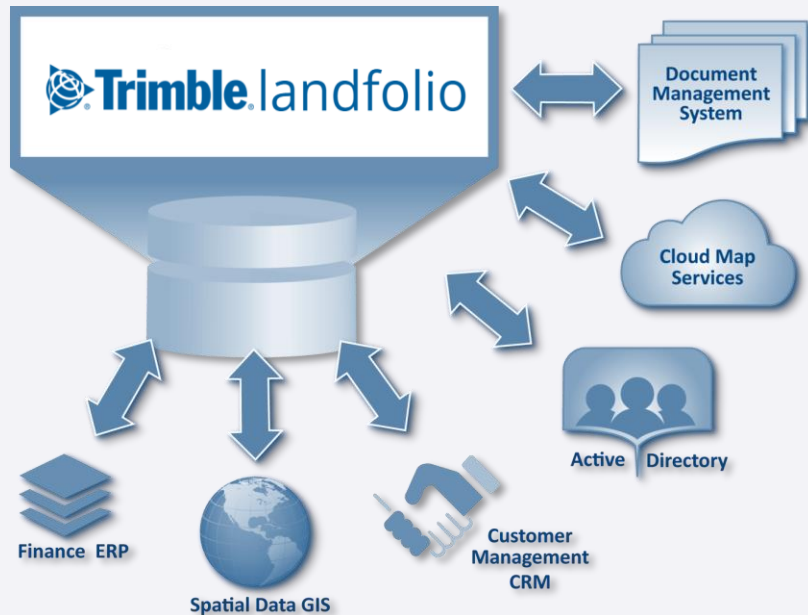 Trimble. landfolio
Document
Management
System
Cloud Map
Services
Active Directory
Customer
Management
CRM
Finance ERP
Spatial Data GIS